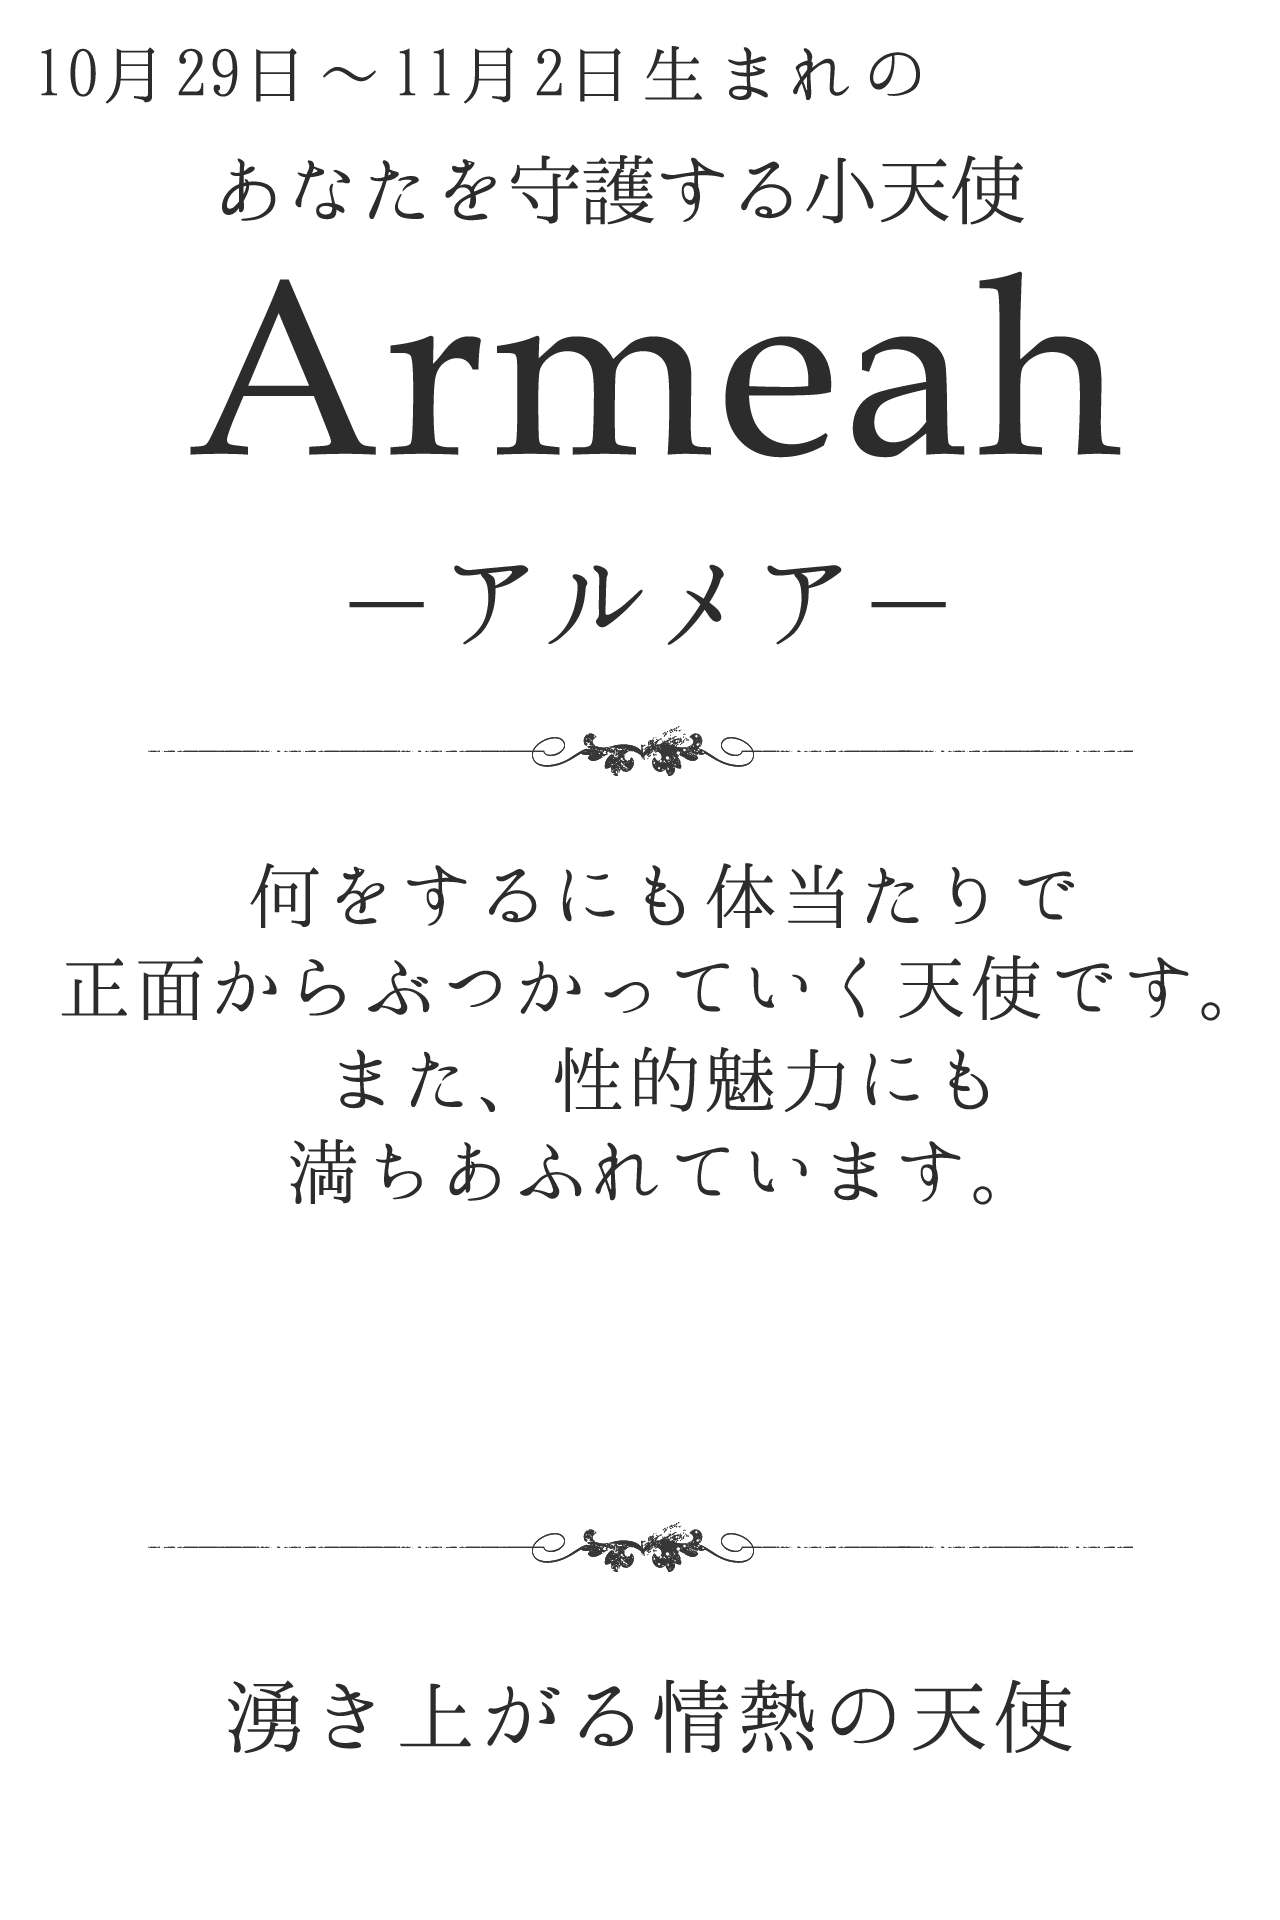 10月29日～11月2日生まれの
あなたを守護する小天使
Armeah
－アルメア－
何をするにも体当たりで
正面からぶつかっていく天使です。
また、性的魅力にも
満ちあふれています。
湧き上がる情熱の天使